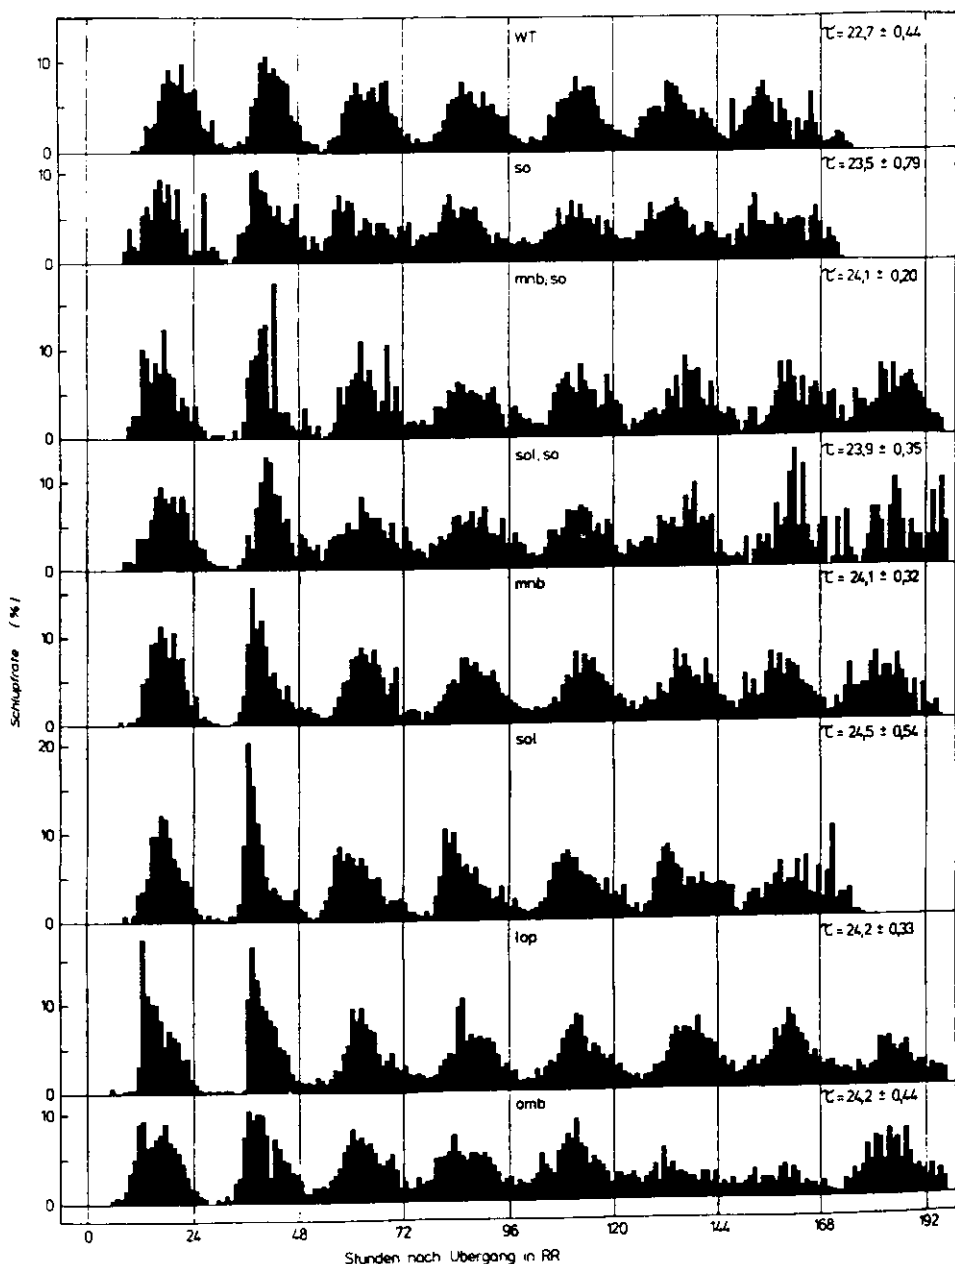 WT τ = 22,7 ± 0,44
10
0
so τ = 23,5 ± 0,79
10
0
mnb, so τ = 24,1 ± 0,20
10
0
sol, so τ = 23,9 ± 0,35
10
0
mnb τ = 24,1 ± 0,32
10
0
sol τ = 24,5 ± 0,54
20
10
0
lop τ = 24,2 ± 0,33
10
0
omb τ = 24,2 ± 0,44
10
0
Schlupfrate (%)
0 24 48 72 96 120 144 168 192
Stunden nach Übergang in RR